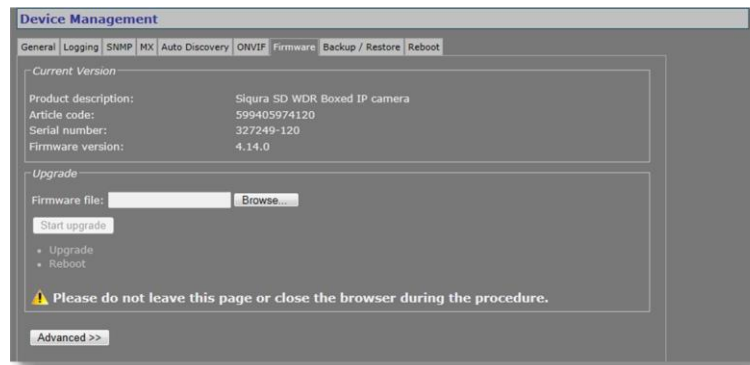 Device Management
General Logging SNMP MX Auto Discovery ONVIF Firmware Backup / Restore Reboot
Current Version
Product description: Siqura SD WDR Boxed IP camera
Article code: 599405974120
Serial number: 327249-120
Firmware version: 4.14.0
Upgrade
Firmware file: Browse...
Start upgrade
• Upgrade
• Reboot
Please do not leave this page or close the browser during the procedure.
Advanced >>